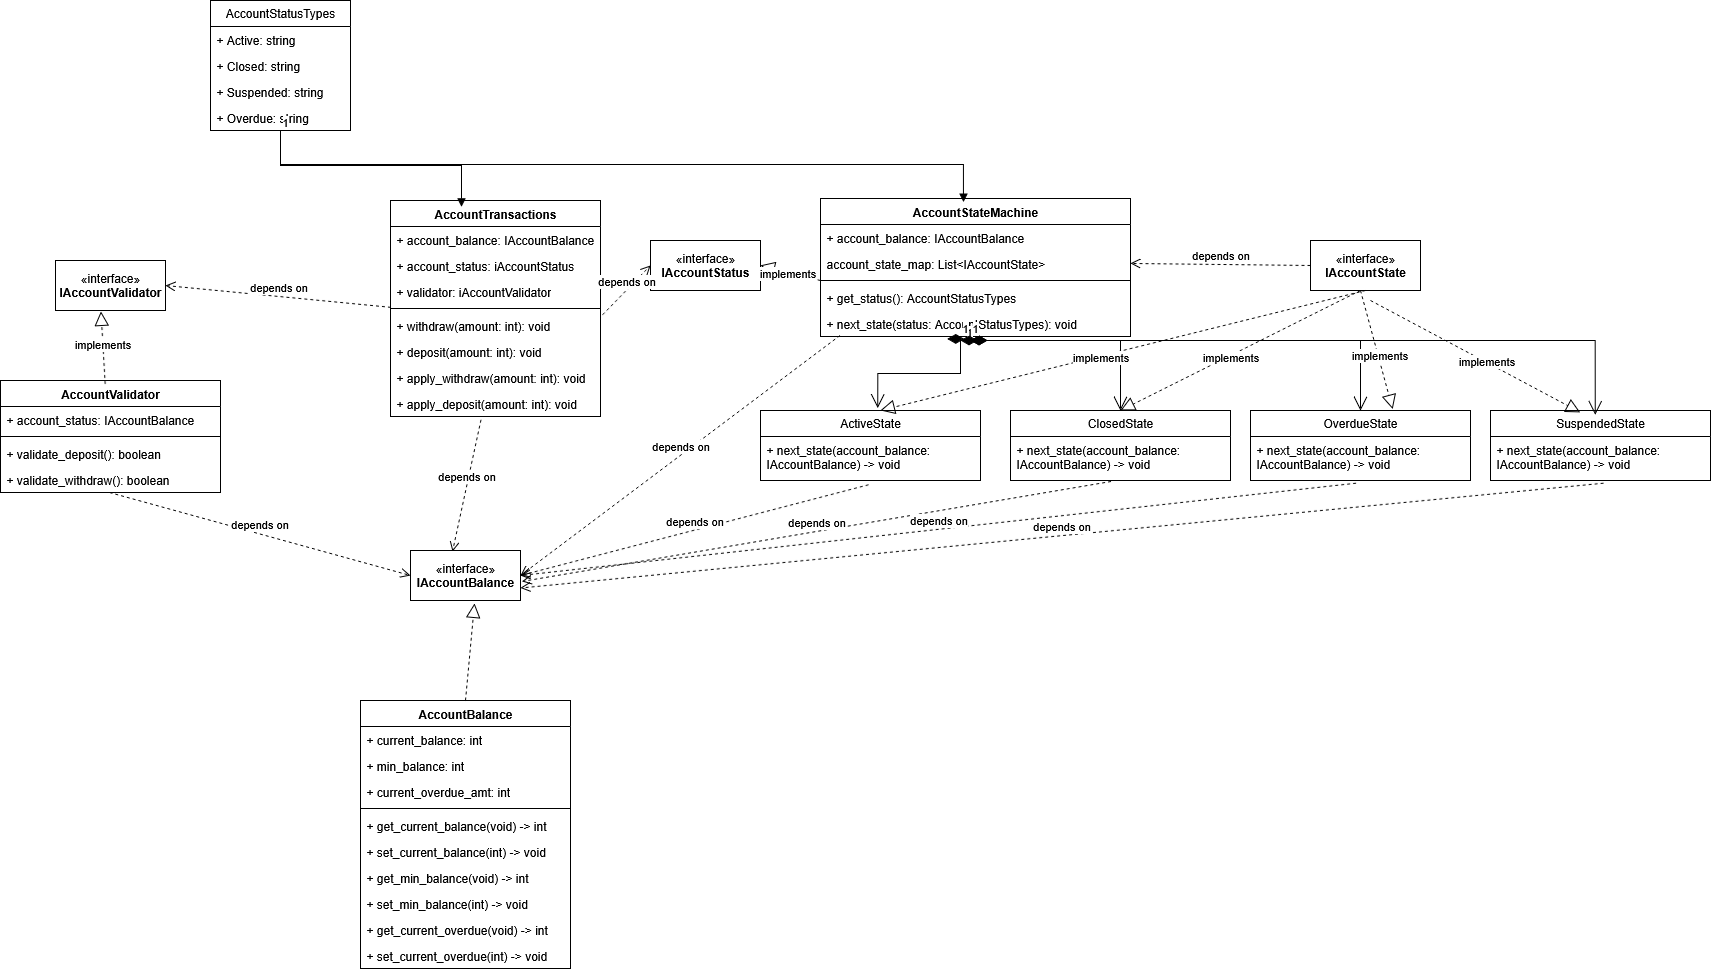 AccountStatusTypes
+ Active: string
+ Closed: string
+ Suspended: string
+ Overdue: string
1
AccountTransactions
+ account_balance: IAccountBalance
+ account_status: iAccountStatus
+ validator: iAccountValidator
+ withdraw(amount: int): void
+ deposit(amount: int): void
+ apply_withdraw(amount: int): void
+ apply_deposit(amount: int): void
«interface»
IAccountStatus
depends on
implements
AccountStateMachine
+ account_balance: IAccountBalance
account_state_map: List<IAccountState>
+ get_status(): AccountStatusTypes
+ next_state(status: AccountStatusTypes): void
1
1
depends on
«interface»
IAccountState
«interface»
IAccountValidator
depends on
implements
AccountValidator
+ account_status: IAccountBalance
+ validate_deposit(): boolean
+ validate_withdraw(): boolean
implements
implements
implements
implements
ActiveState
+ next_state(account_balance:
IAccountBalance) -> void
ClosedState
+ next_state(account_balance:
IAccountBalance) -> void
OverdueState
+ next_state(account_balance:
IAccountBalance) -> void
SuspendedState
+ next_state(account_balance:
IAccountBalance) -> void
depends on
depends on
depends on
depends on
depends on
depends on
depends on
«interface»
IAccountBalance
AccountBalance
+ current_balance: int
+ min_balance: int
+ current_overdue_amt: int
+ get_current_balance(void) -> int
+ set_current_balance(int) -> void
+ get_min_balance(void) -> int
+ set_min_balance(int) -> void
+ get_current_overdue(void) -> int
+ set_current_overdue(int) -> void